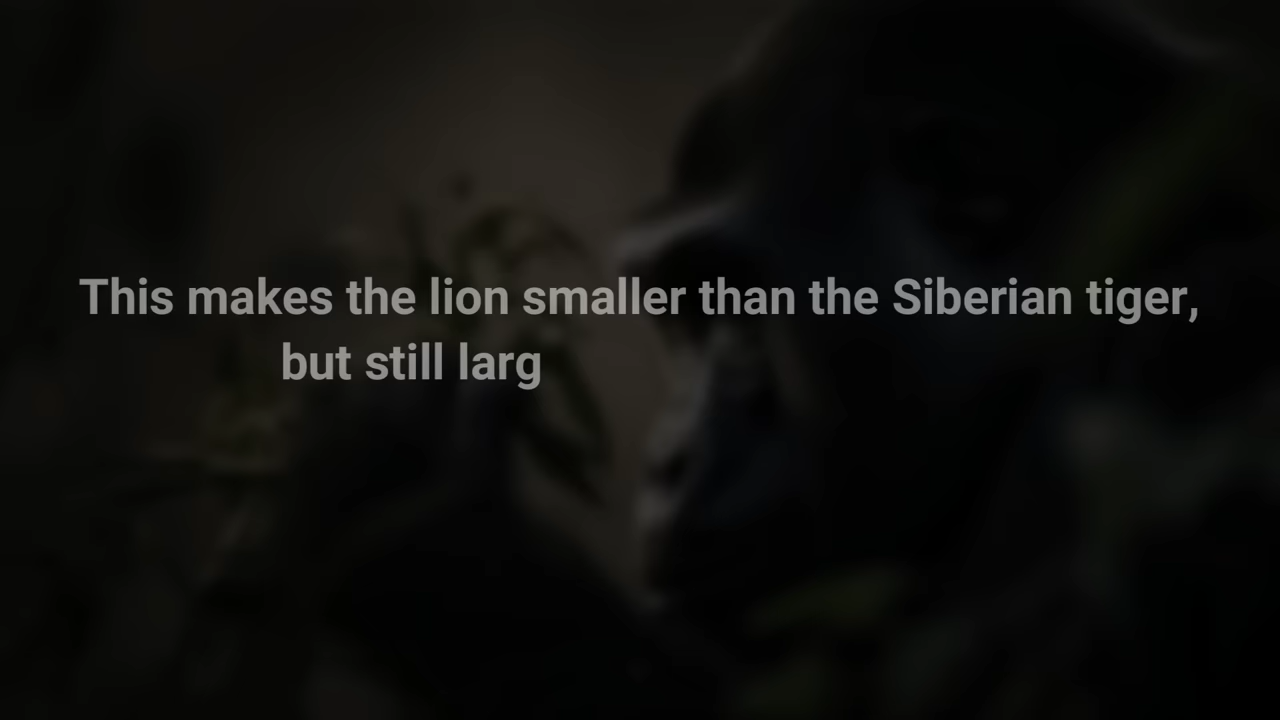 This makes the lion smaller than the Siberian tiger,
but still larg